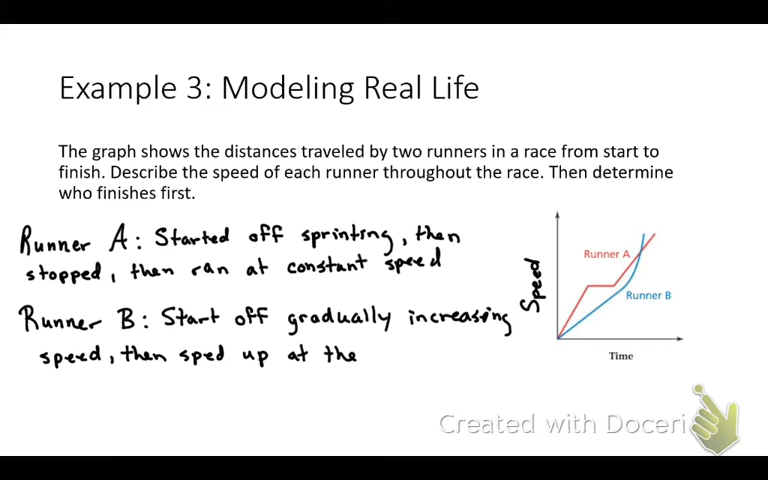 Example 3: Modeling Real Life
The graph shows the distances traveled by two runners in a race from start to
finish. Describe the speed of each runner throughout the race. Then determine
who finishes first.
Runner A: Started off sprinting, then
stopped, then ran at constant speed
Runner B: Start off gradually increasing
speed, then sped up at the
Speed
Runner A
Runner B
Time
Created with Doceri